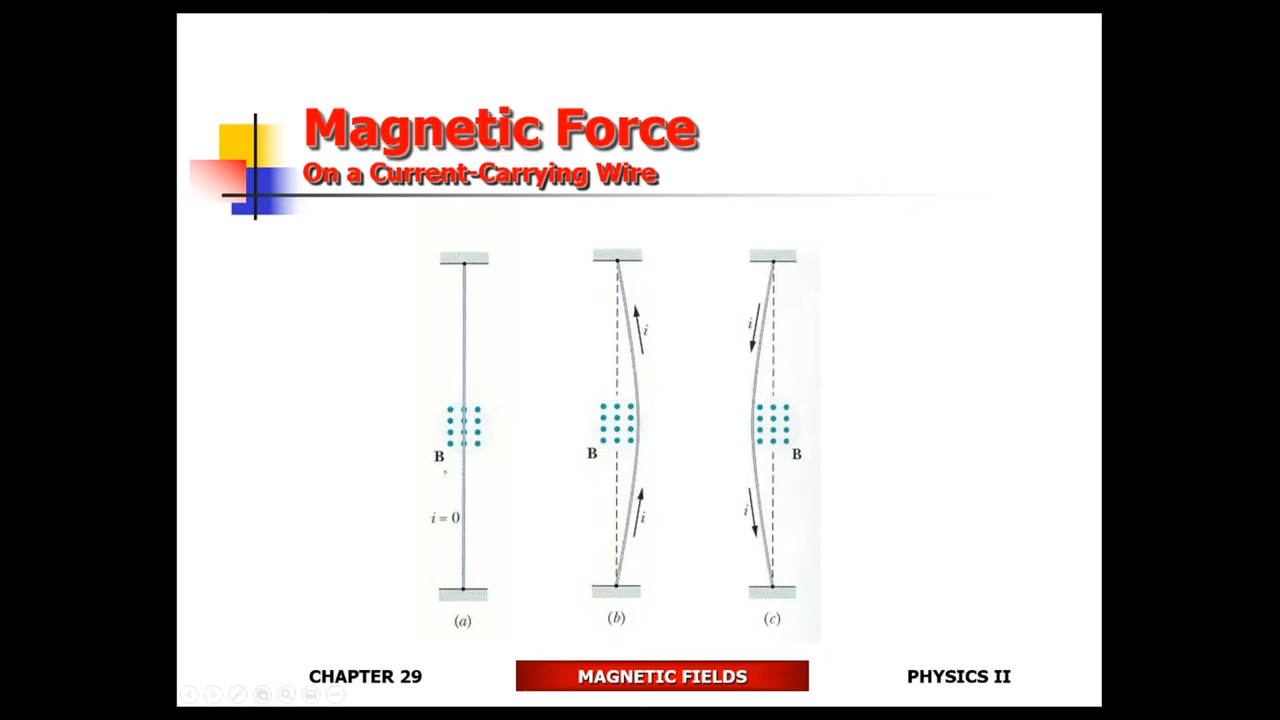 Magnetic Force
On a Current-Carrying Wire
B
i = 0
(a)
i
B
i
(b)
i
B
i
(c)
CHAPTER 29
MAGNETIC FIELDS
PHYSICS II